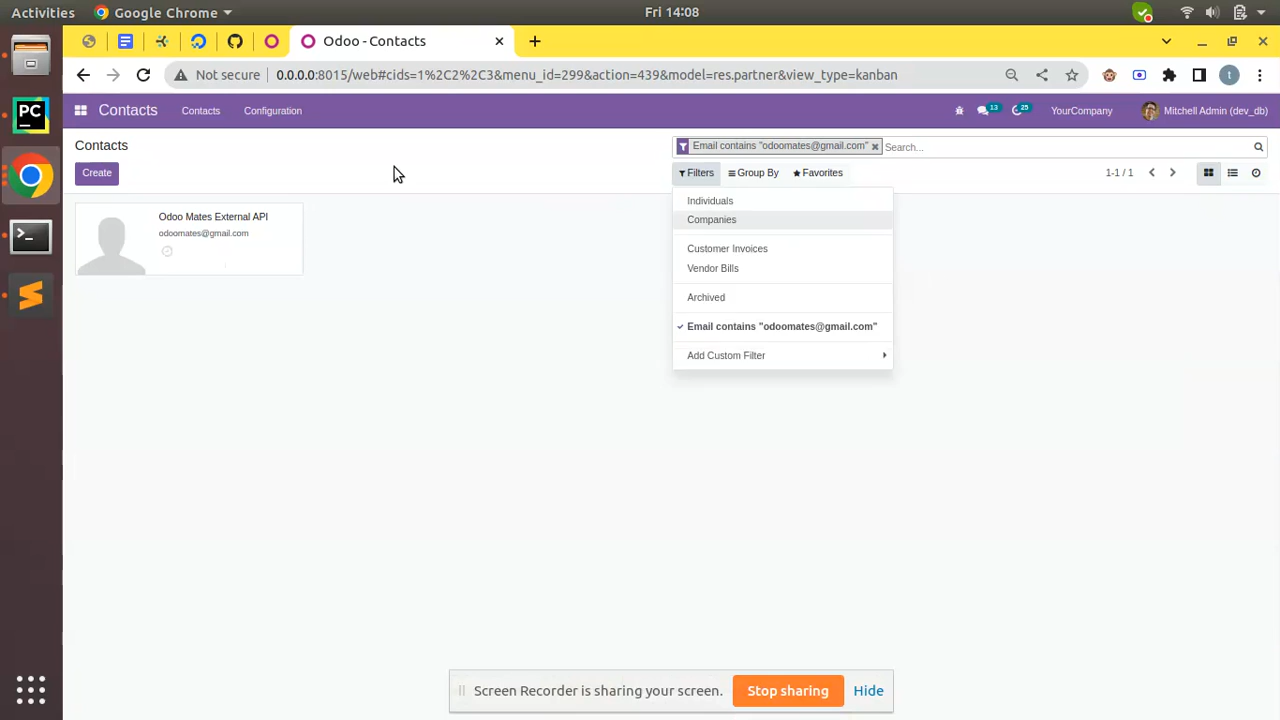 Activities Google Chrome Fri 14:08
Odoo - Contacts
Not secure 0.0.0.0:8015/web#cids=1%2C2%2C3&menu_id=299&action=439&model=res.partner&view_type=kanban
Contacts Contacts Configuration 13 25 YourCompany Mitchell Admin (dev_db)
Contacts
Email contains "odoomates@gmail.com" Search...
Create
Filters Group By Favorites 1-1 / 1
Odoo Mates External API
odoomates@gmail.com
Individuals
Companies
Customer Invoices
Vendor Bills
Archived
Email contains "odoomates@gmail.com"
Add Custom Filter
Screen Recorder is sharing your screen. Stop sharing Hide
PC
t